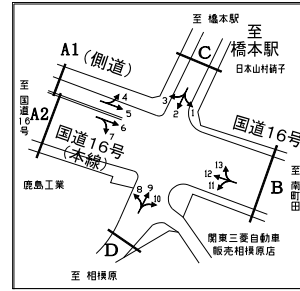 至 橋本駅
至
橋本駅
A1 (側道)
C
日本山村硝子
4
3
2
1
5
至 国道16号
A2
6
7
国道16号
国道16号
(本線)
13
12
11
鹿島工業
8
9
10
B
至 南町田
D
関東三菱自動車
販売相模原店
至 相模原